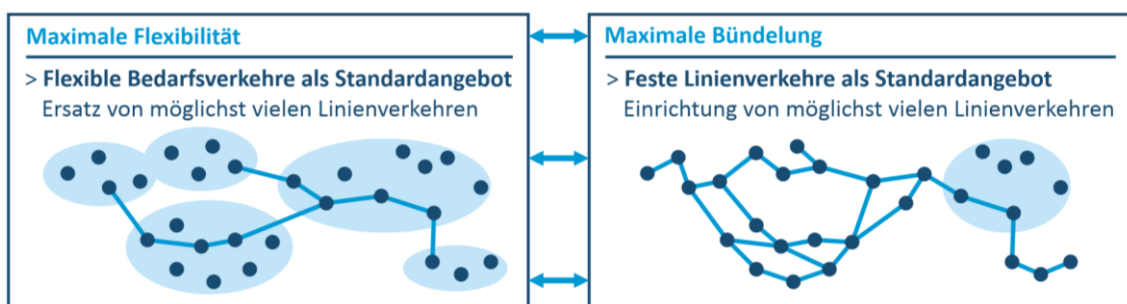 Maximale Flexibilität
> Flexible Bedarfsverkehre als Standardangebot
Ersatz von möglichst vielen Linienverkehren
Maximale Bündelung
> Feste Linienverkehre als Standardangebot
Einrichtung von möglichst vielen Linienverkehren